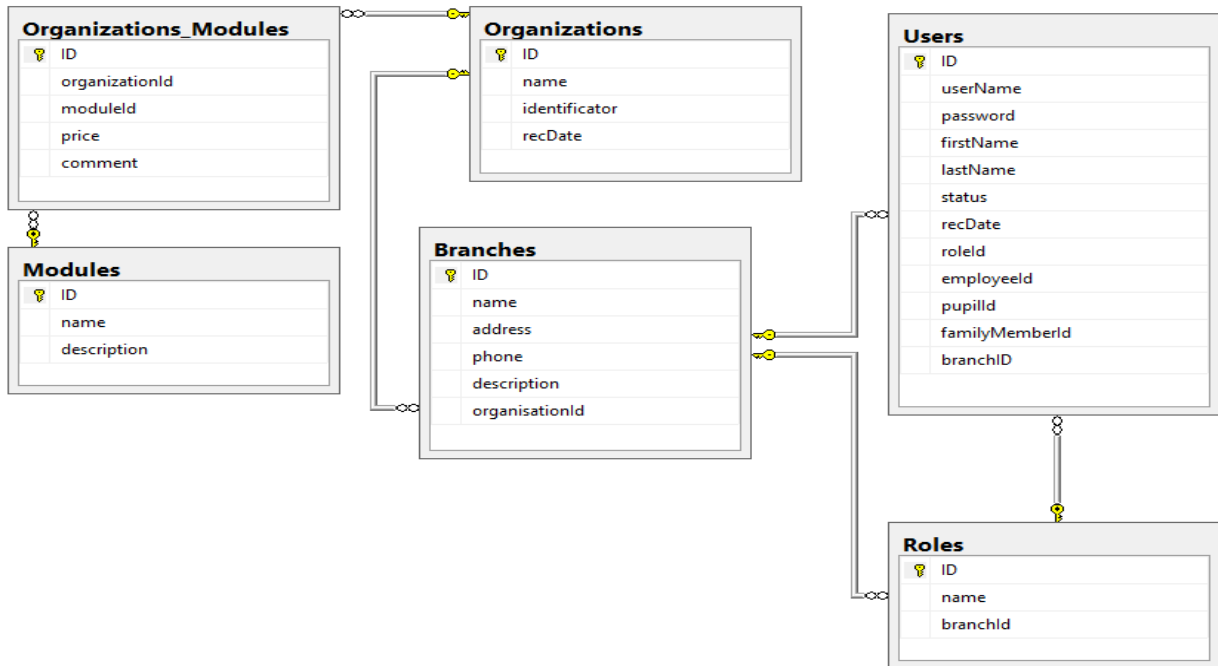 Organizations_Modules
ID
organizationId
moduleId
price
comment
Organizations
ID
name
identificator
recDate
Users
ID
userName
password
firstName
lastName
status
recDate
roleId
employeeId
pupilId
familyMemberId
branchID
Modules
ID
name
description
Branches
ID
name
address
phone
description
organisationId
Roles
ID
name
branchId